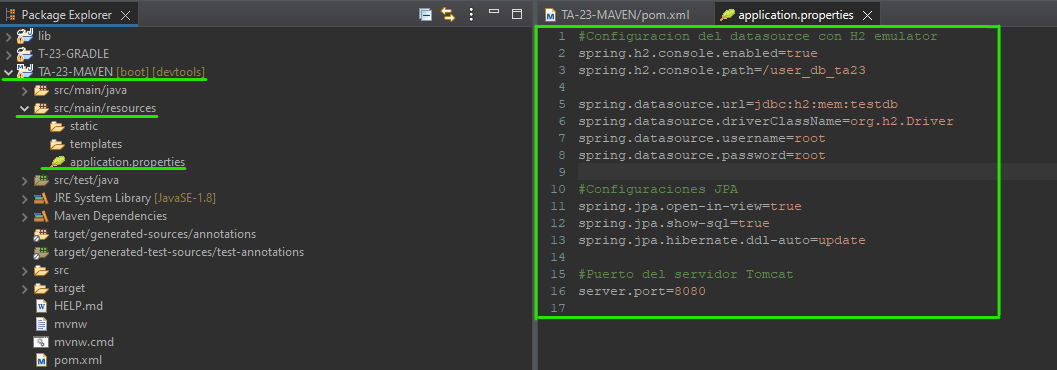 Package Explorer
lib
T-23-GRADLE
TA-23-MAVEN [boot] [devtools]
src/main/java
src/main/resources
static
templates
application.properties
src/test/java
JRE System Library [JavaSE-1.8]
Maven Dependencies
target/generated-sources/annotations
target/generated-test-sources/test-annotations
src
target
HELP.md
mvnw
mvnw.cmd
pom.xml
TA-23-MAVEN/pom.xml
application.properties
1 #Configuracion del datasource con H2 emulator
2 spring.h2.console.enabled=true
3 spring.h2.console.path=/user_db_ta23
4
5 spring.datasource.url=jdbc:h2:mem:testdb
6 spring.datasource.driverClassName=org.h2.Driver
7 spring.datasource.username=root
8 spring.datasource.password=root
9
10 #Configuraciones JPA
11 spring.jpa.open-in-view=true
12 spring.jpa.show-sql=true
13 spring.jpa.hibernate.ddl-auto=update
14
15 #Puerto del servidor Tomcat
16 server.port=8080
17